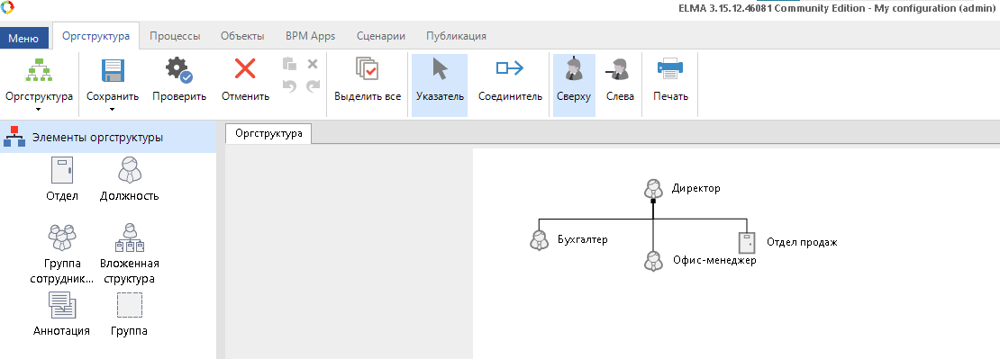 ELMA 3.15.12.46081 Community Edition - My configuration (admin)
Меню
Оргструктура
Процессы
Объекты
BPM Apps
Сценарии
Публикация
Оргструктура
Сохранить
Проверить
Отменить
Выделить все
Указатель
Соединитель
Сверху
Слева
Печать
Элементы оргструктуры
Оргструктура
Отдел
Должность
Группа
сотрудник...
Вложенная
структура
Аннотация
Группа
Директор
Бухгалтер
Отдел продаж
Офис-менеджер